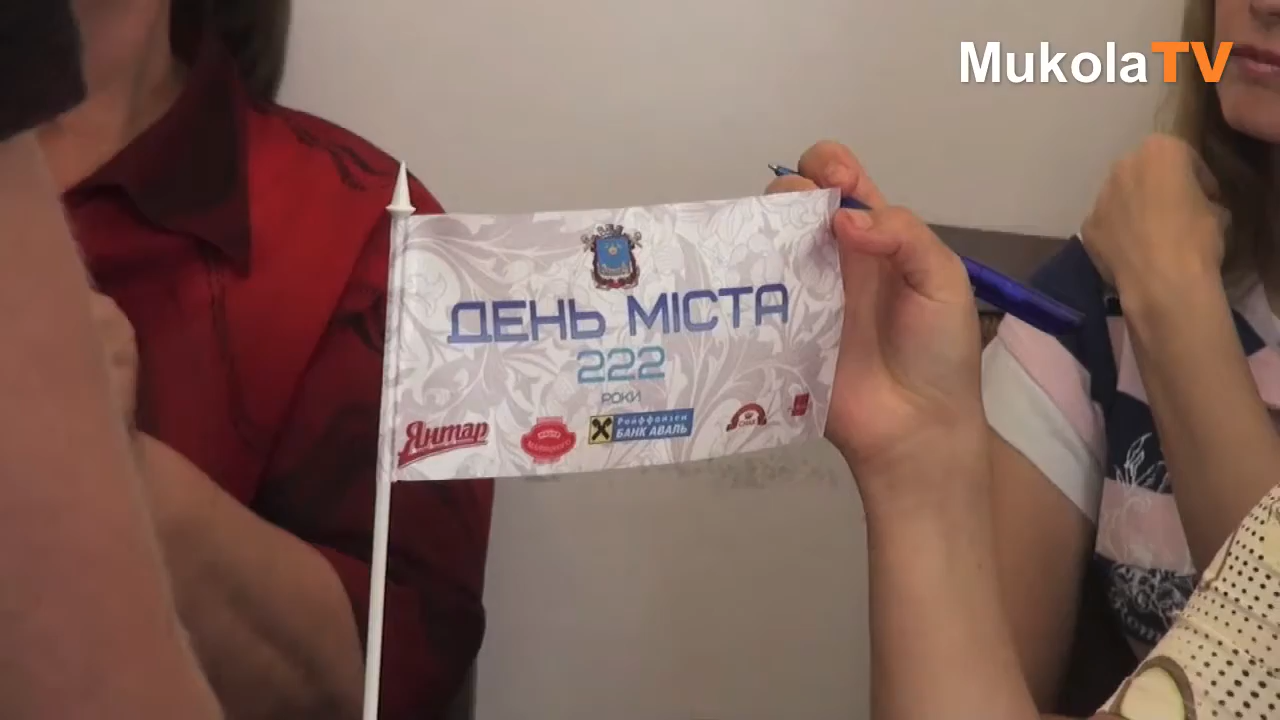 MukolaTV
ДЕНЬ МІСТА
222
РОКИ
Янтар
Райффайзен
БАНК АВАЛЬ